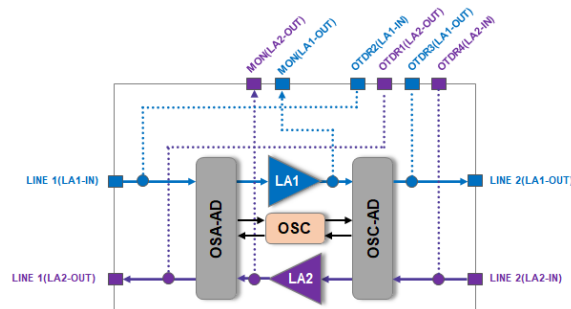 MON(LA2-OUT)
MON(LA1-OUT)
OTDR2(LA1-IN)
OTDR1(LA2-OUT)
OTDR3(LA1-OUT)
OTDR4(LA2-IN)
LINE 1(LA1-IN)
LA1
LINE 2(LA1-OUT)
OSA-AD
OSC
OSC-AD
LINE 1(LA2-OUT)
LA2
LINE 2(LA2-IN)